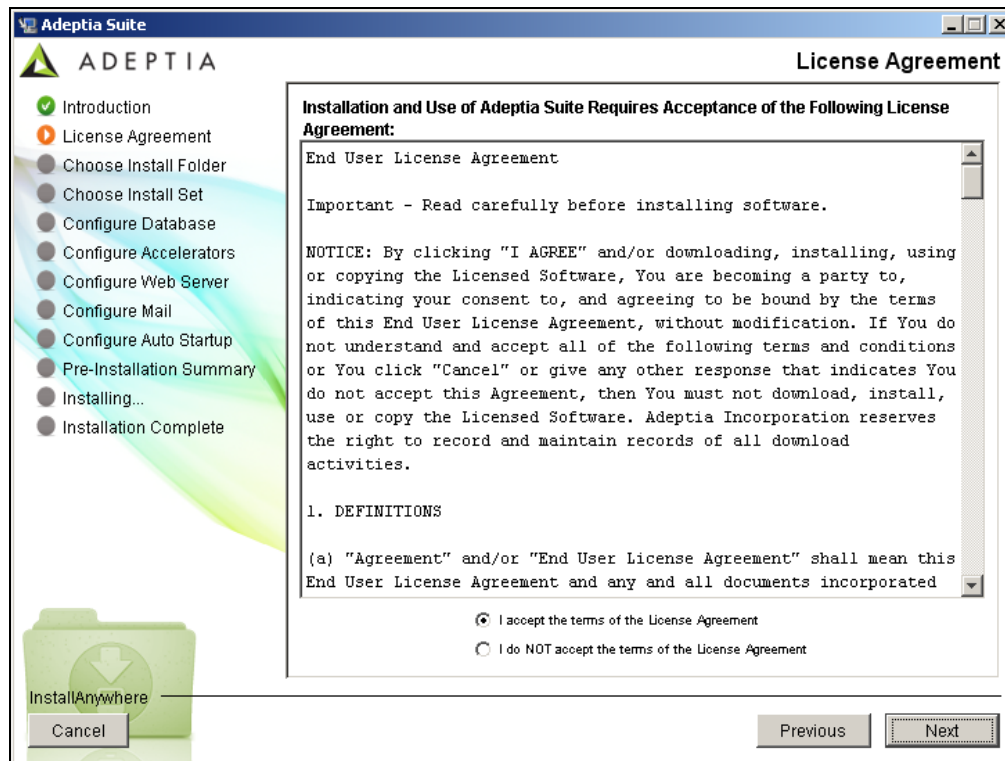 Adeptia Suite
ADEPTIA
License Agreement
Introduction
License Agreement
Choose Install Folder
Choose Install Set
Configure Database
Configure Accelerators
Configure Web Server
Configure Mail
Configure Auto Startup
Pre-Installation Summary
Installing...
Installation Complete
Installation and Use of Adeptia Suite Requires Acceptance of the Following License
Agreement:
End User License Agreement
Important - Read carefully before installing software.
NOTICE: By clicking "I AGREE" and/or downloading, installing, using
or copying the Licensed Software, You are becoming a party to,
indicating your consent to, and agreeing to be bound by the terms
of this End User License Agreement, without modification. If You do
not understand and accept all of the following terms and conditions
or You click "Cancel" or give any other response that indicates You
do not accept this Agreement, then You must not download, install,
use or copy the Licensed Software. Adeptia Incorporation reserves
the right to record and maintain records of all download
activities.
1. DEFINITIONS
(a) "Agreement" and/or "End User License Agreement" shall mean this
End User License Agreement and any and all documents incorporated
I accept the terms of the License Agreement
I do NOT accept the terms of the License Agreement
InstallAnywhere
Cancel
Previous
Next